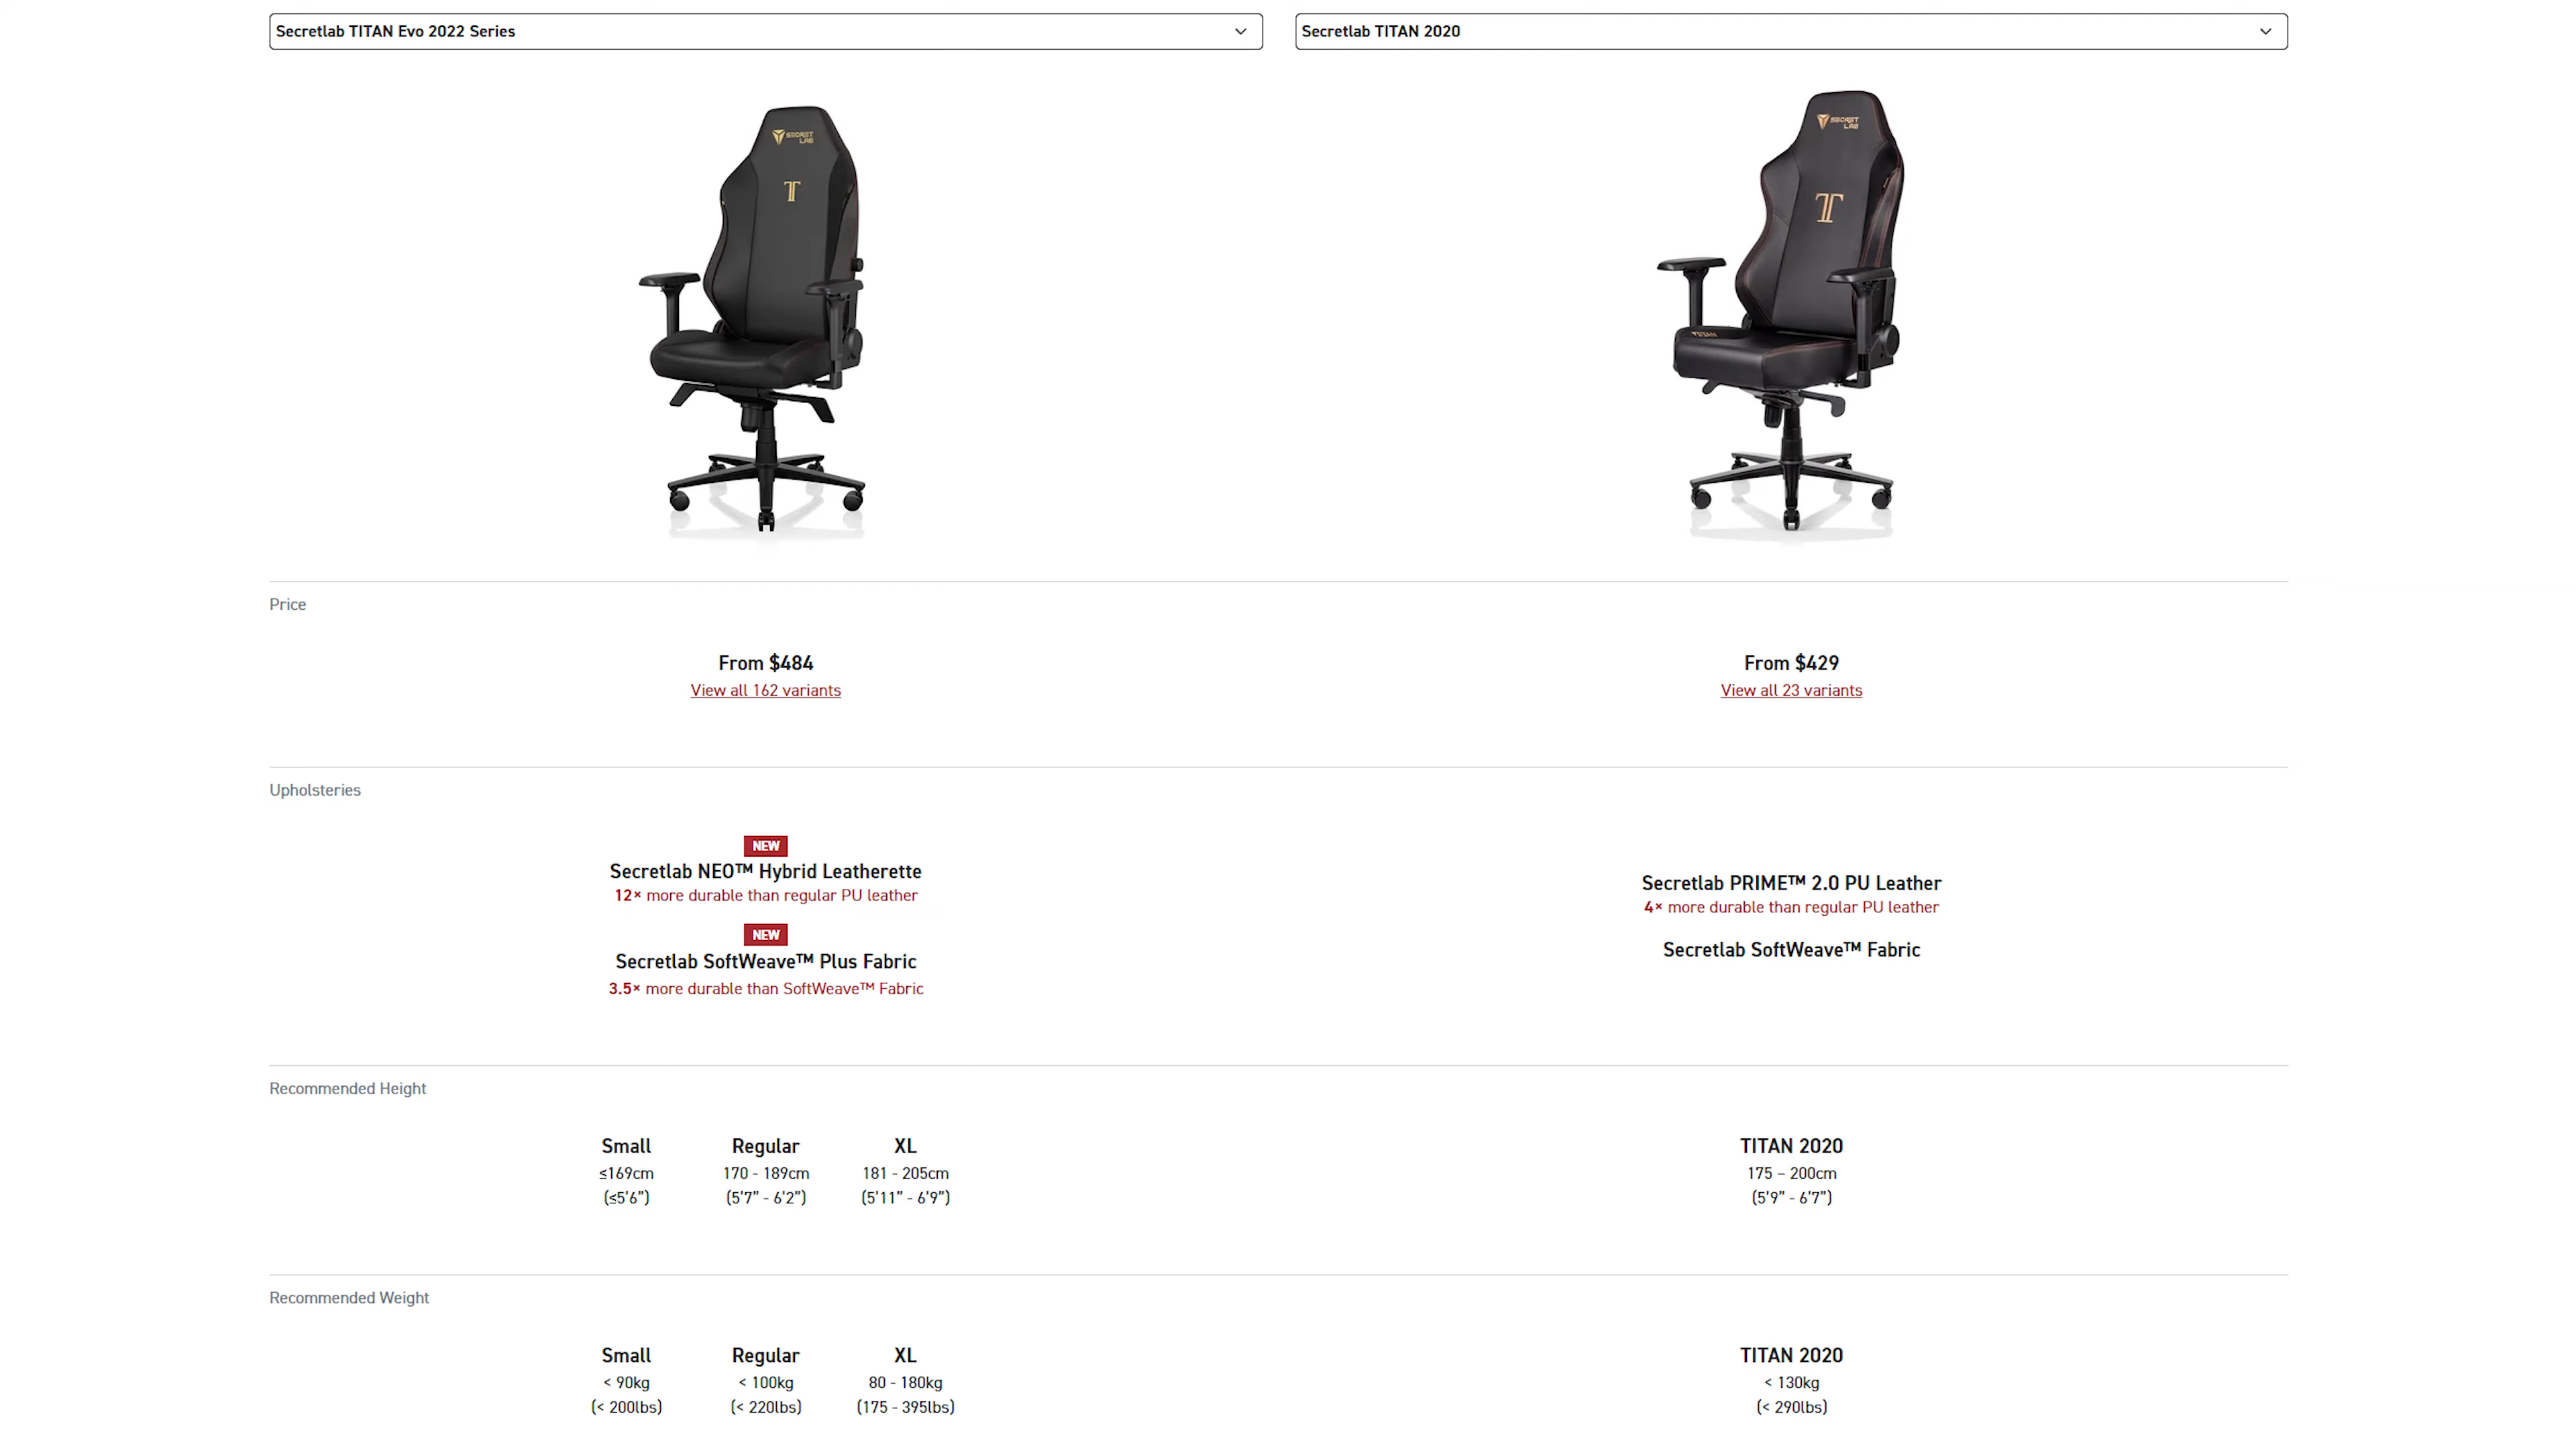 Secretlab TITAN Evo 2022 Series
Secretlab TITAN 2020
SECRET
LAB
T
SECRET
LAB
T
TITAN
Price
From $484
View all 162 variants
From $429
View all 23 variants
Upholsteries
NEW
Secretlab NEO™ Hybrid Leatherette
12× more durable than regular PU leather
NEW
Secretlab SoftWeave™ Plus Fabric
3.5× more durable than SoftWeave™ Fabric
Secretlab PRIME™ 2.0 PU Leather
4× more durable than regular PU leather
Secretlab SoftWeave™ Fabric
Recommended Height
Small
≤169cm
(≤5'6")
Regular
170 - 189cm
(5'7" - 6'2")
XL
181 - 205cm
(5'11" - 6'9")
TITAN 2020
175 – 200cm
(5'9" - 6'7")
Recommended Weight
Small
< 90kg
(< 200lbs)
Regular
< 100kg
(< 220lbs)
XL
80 - 180kg
(175 - 395lbs)
TITAN 2020
< 130kg
(< 290lbs)